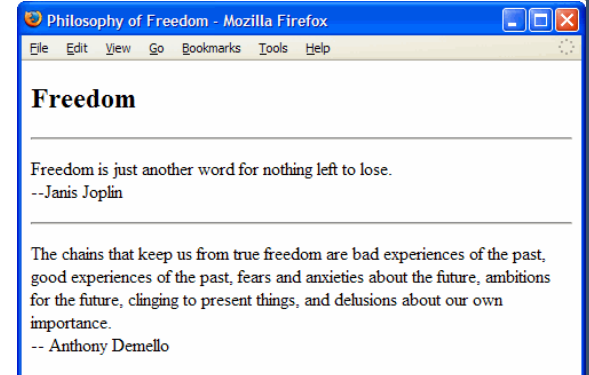 Philosophy of Freedom - Mozilla Firefox
File Edit View Go Bookmarks Tools Help
Freedom
Freedom is just another word for nothing left to lose.
--Janis Joplin
The chains that keep us from true freedom are bad experiences of the past,
good experiences of the past, fears and anxieties about the future, ambitions
for the future, clinging to present things, and delusions about our own
importance.
-- Anthony Demello